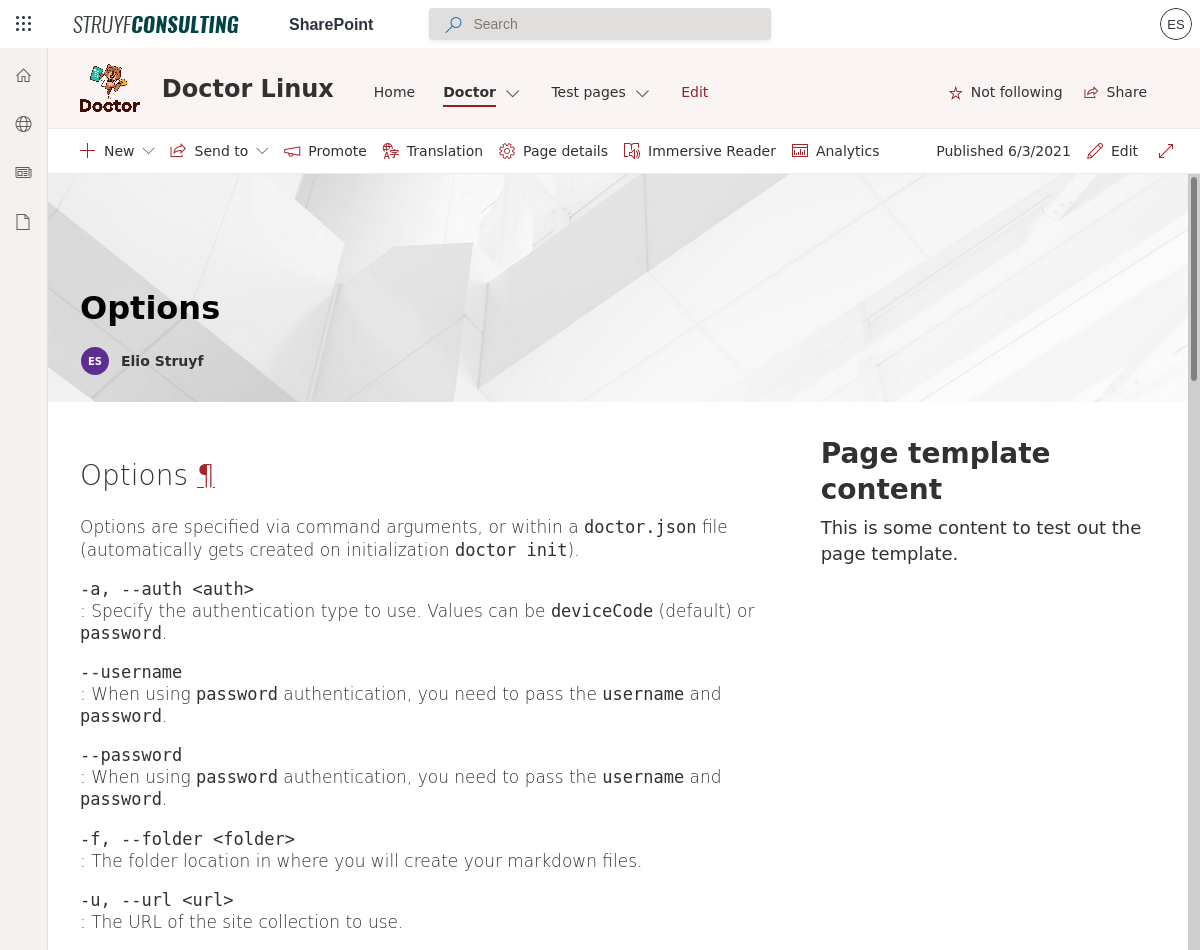 STRUYFCONSULTING SharePoint Search ES
Doctor Doctor Linux Home Doctor Test pages Edit Not following Share
New Send to Promote Translation Page details Immersive Reader Analytics Published 6/3/2021 Edit
Options
ES Elio Struyf
Options ¶
Options are specified via command arguments, or within a doctor.json file
(automatically gets created on initialization doctor init).
-a, --auth <auth>
: Specify the authentication type to use. Values can be deviceCode (default) or
password.
--username
: When using password authentication, you need to pass the username and
password.
--password
: When using password authentication, you need to pass the username and
password.
-f, --folder <folder>
: The folder location in where you will create your markdown files.
-u, --url <url>
: The URL of the site collection to use.
Page template
content
This is some content to test out the
page template.